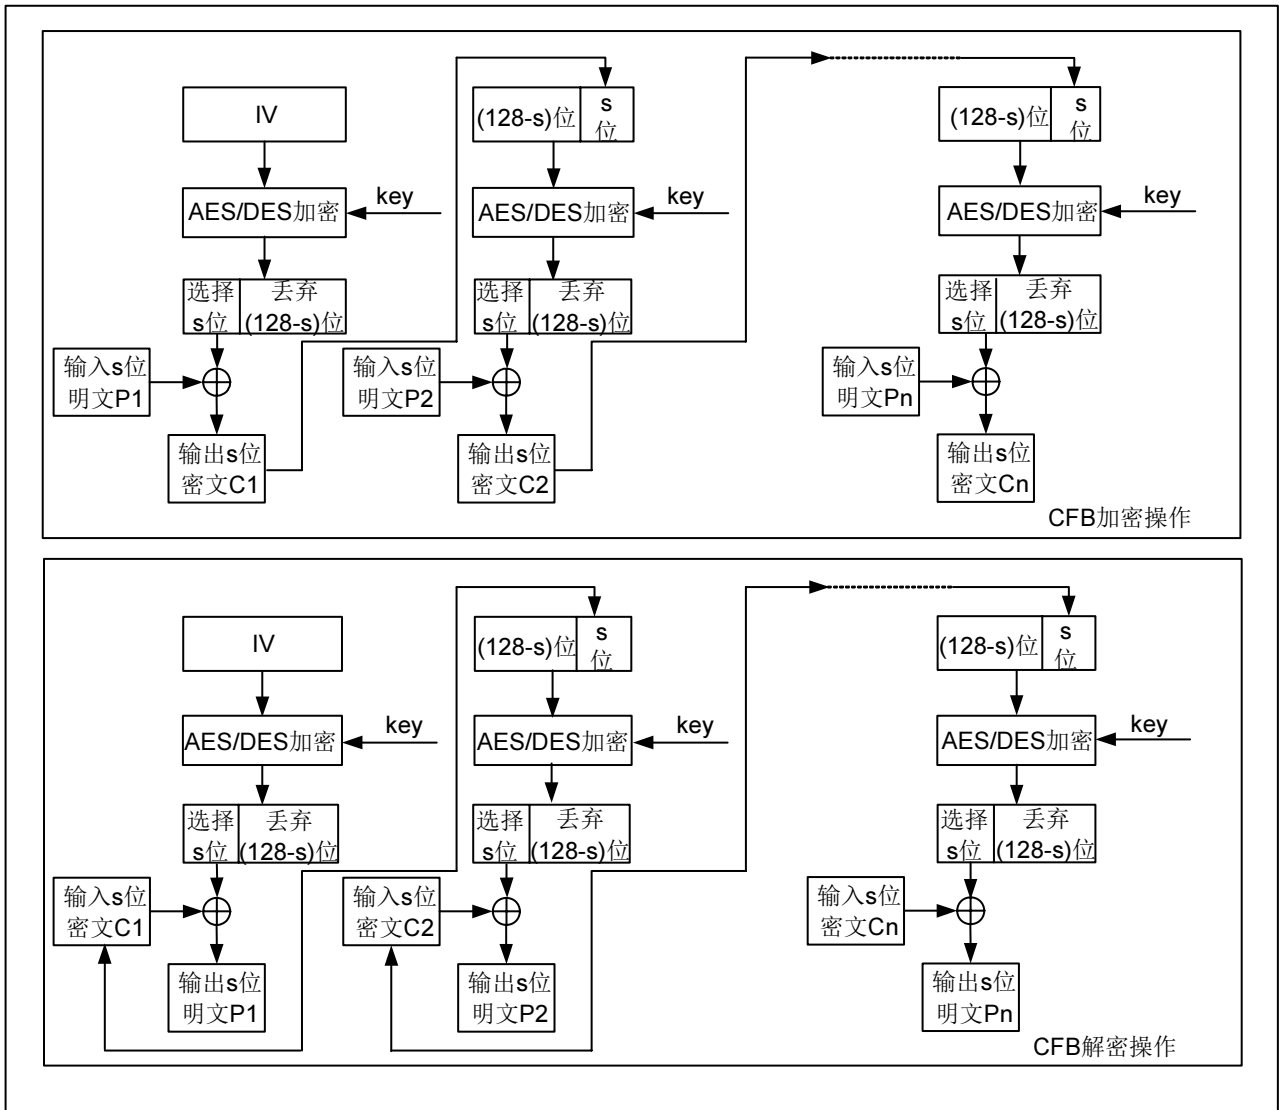 IV
(128-s)位
s
位
(128-s)位
s
位
AES/DES加密
key
AES/DES加密
key
AES/DES加密
key
选择
s位
丢弃
(128-s)位
选择
s位
丢弃
(128-s)位
选择
s位
丢弃
(128-s)位
输入s位
明文P1
输入s位
明文P2
输入s位
明文Pn
输出s位
密文C1
输出s位
密文C2
输出s位
密文Cn
CFB加密操作
IV
(128-s)位
s
位
(128-s)位
s
位
AES/DES加密
key
AES/DES加密
key
AES/DES加密
key
选择
s位
丢弃
(128-s)位
选择
s位
丢弃
(128-s)位
选择
s位
丢弃
(128-s)位
输入s位
密文C1
输入s位
密文C2
输入s位
密文Cn
输出s位
明文P1
输出s位
明文P2
输出s位
明文Pn
CFB解密操作